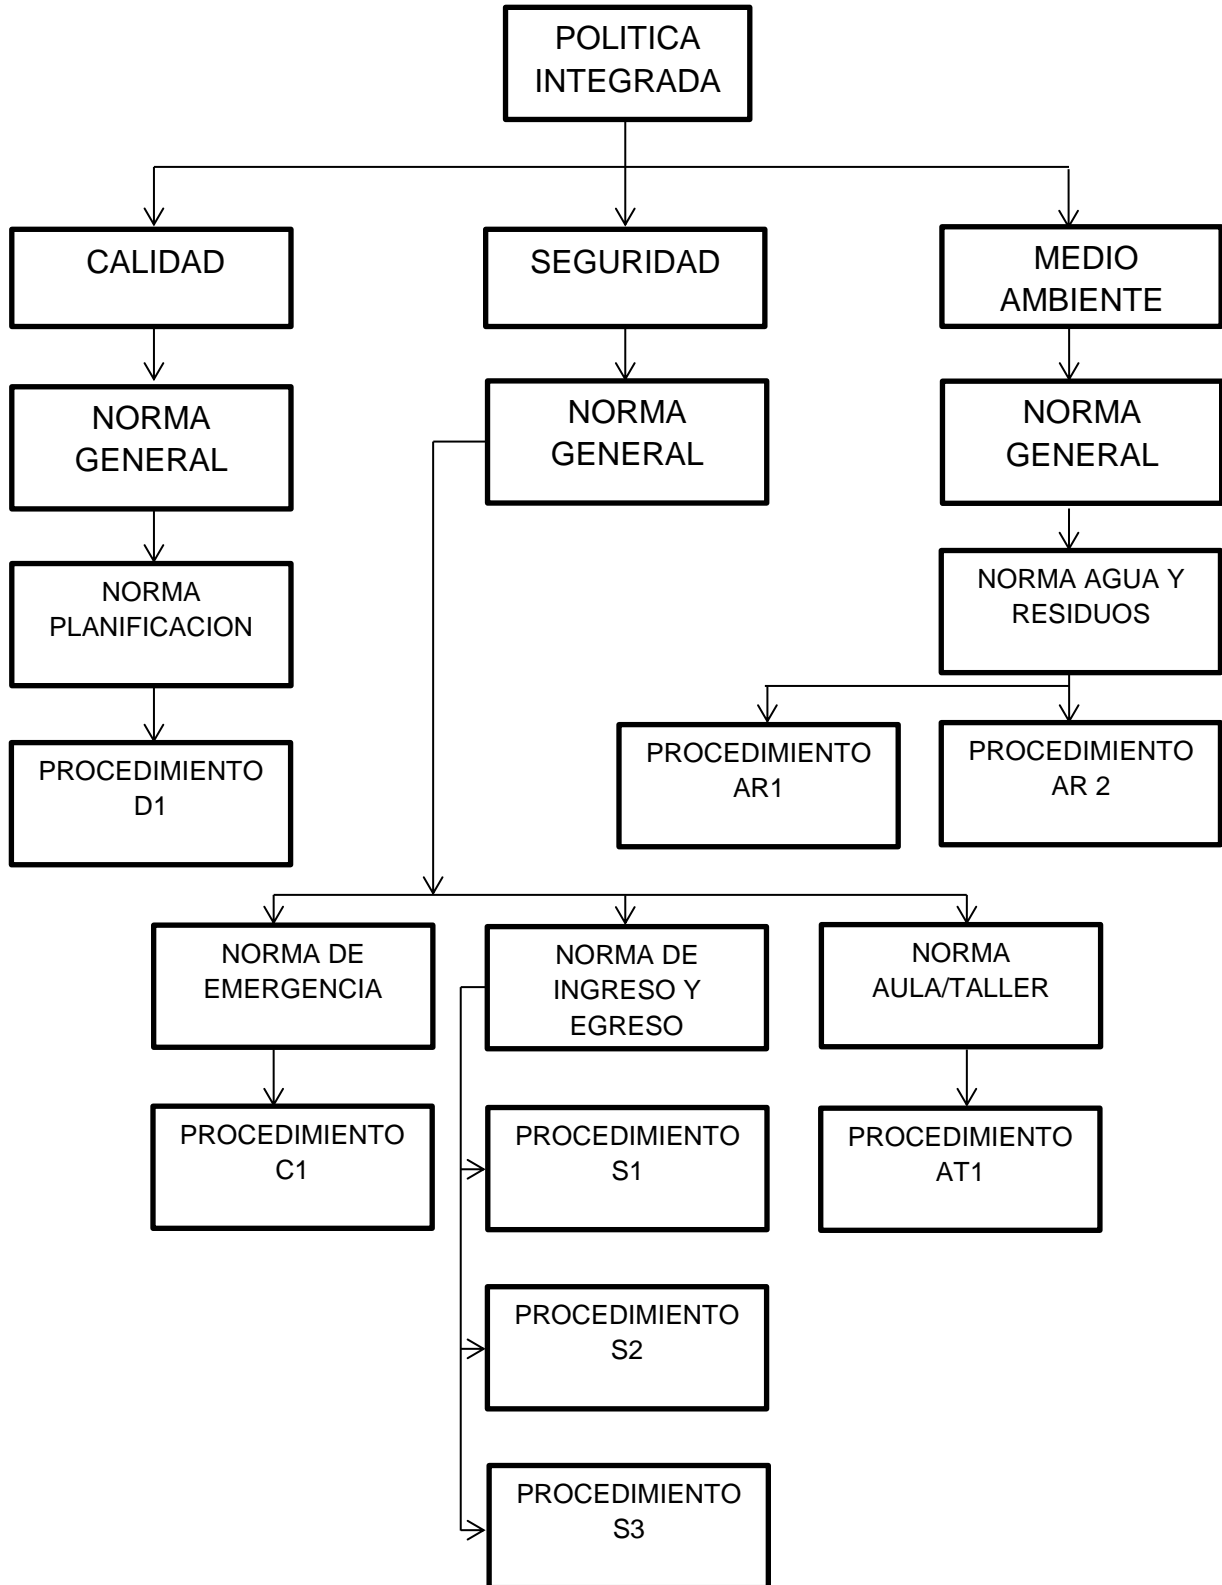 POLITICA
INTEGRADA
CALIDAD
SEGURIDAD
MEDIO
AMBIENTE
NORMA
GENERAL
NORMA
GENERAL
NORMA
GENERAL
NORMA
PLANIFICACION
NORMA AGUA Y
RESIDUOS
PROCEDIMIENTO
D1
PROCEDIMIENTO
AR1
PROCEDIMIENTO
AR 2
NORMA DE
EMERGENCIA
NORMA DE
INGRESO Y
EGRESO
NORMA
AULA/TALLER
PROCEDIMIENTO
C1
PROCEDIMIENTO
S1
PROCEDIMIENTO
AT1
PROCEDIMIENTO
S2
PROCEDIMIENTO
S3